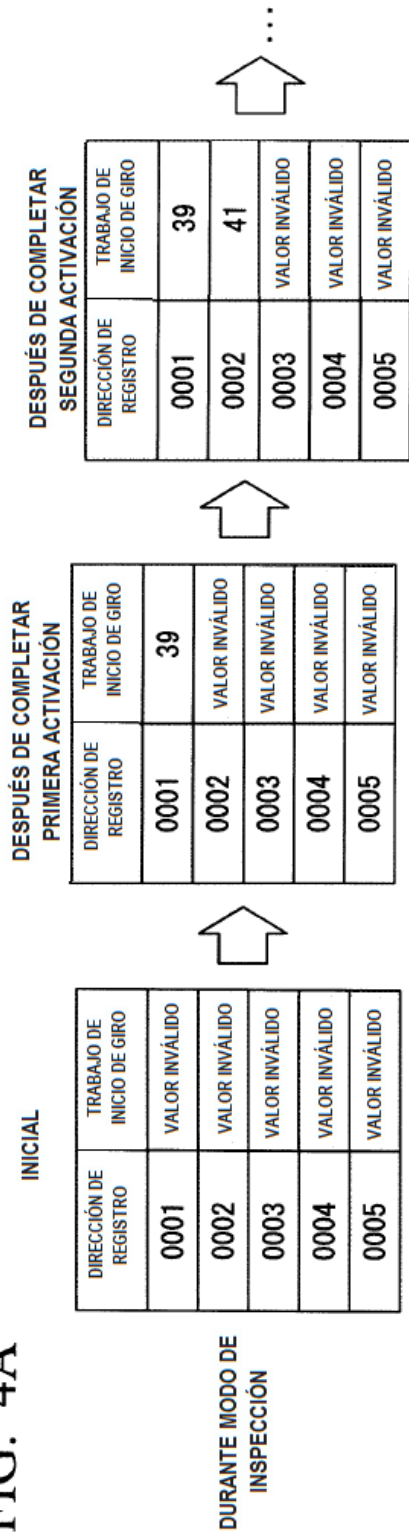 FIG. 4A
DURANTE MODO DE
INSPECCIÓN
INICIAL
DIRECCIÓN DE
REGISTRO
TRABAJO DE
INICIO DE GIRO
0001 VALOR INVÁLIDO
0002 VALOR INVÁLIDO
0003 VALOR INVÁLIDO
0004 VALOR INVÁLIDO
0005 VALOR INVÁLIDO
DESPUÉS DE COMPLETAR
PRIMERA ACTIVACIÓN
DIRECCIÓN DE
REGISTRO
TRABAJO DE
INICIO DE GIRO
0001 39
0002 VALOR INVÁLIDO
0003 VALOR INVÁLIDO
0004 VALOR INVÁLIDO
0005 VALOR INVÁLIDO
DESPUÉS DE COMPLETAR
SEGUNDA ACTIVACIÓN
DIRECCIÓN DE
REGISTRO
TRABAJO DE
INICIO DE GIRO
0001 39
0002 41
0003 VALOR INVÁLIDO
0004 VALOR INVÁLIDO
0005 VALOR INVÁLIDO
...